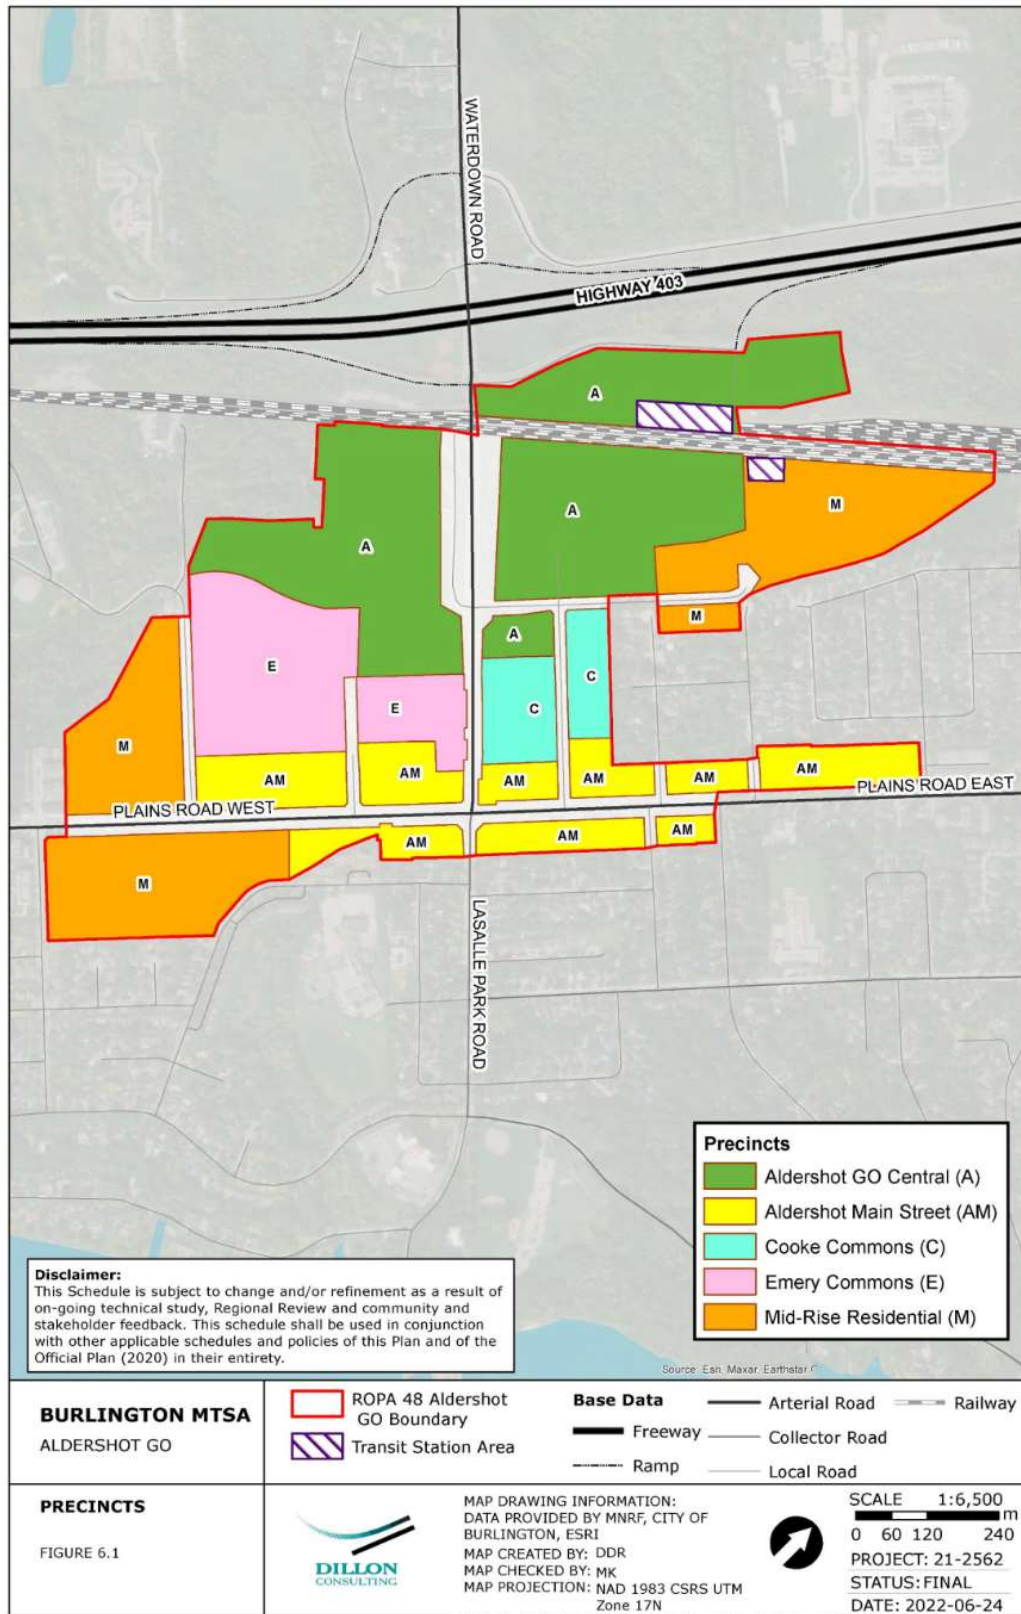 WATERDOWN ROAD
HIGHWAY 403
A
A
M
A
M
A
E
C
E
C
M
AM
AM
AM
AM
AM
AM
PLAINS ROAD WEST
PLAINS ROAD EAST
AM
AM
AM
M
LASALLE PARK ROAD
Precincts
Aldershot GO Central (A)
Aldershot Main Street (AM)
Cooke Commons (C)
Emery Commons (E)
Mid-Rise Residential (M)
Disclaimer:
This Schedule is subject to change and/or refinement as a result of
on-going technical study, Regional Review and community and
stakeholder feedback. This schedule shall be used in conjunction
with other applicable schedules and policies of this Plan and of the
Official Plan (2020) in their entirety.
Source: Esri, Maxar, Earthstar G
BURLINGTON MTSA
ALDERSHOT GO
ROPA 48 Aldershot
GO Boundary
Transit Station Area
Base Data
Freeway
Ramp
Arterial Road
Collector Road
Local Road
Railway
PRECINCTS
FIGURE 6.1
DILLON
CONSULTING
MAP DRAWING INFORMATION:
DATA PROVIDED BY MNRF, CITY OF
BURLINGTON, ESRI
MAP CREATED BY: DDR
MAP CHECKED BY: MK
MAP PROJECTION: NAD 1983 CSRS UTM
Zone 17N
SCALE 1:6,500
m
0 60 120 240
PROJECT: 21-2562
STATUS: FINAL
DATE: 2022-06-24